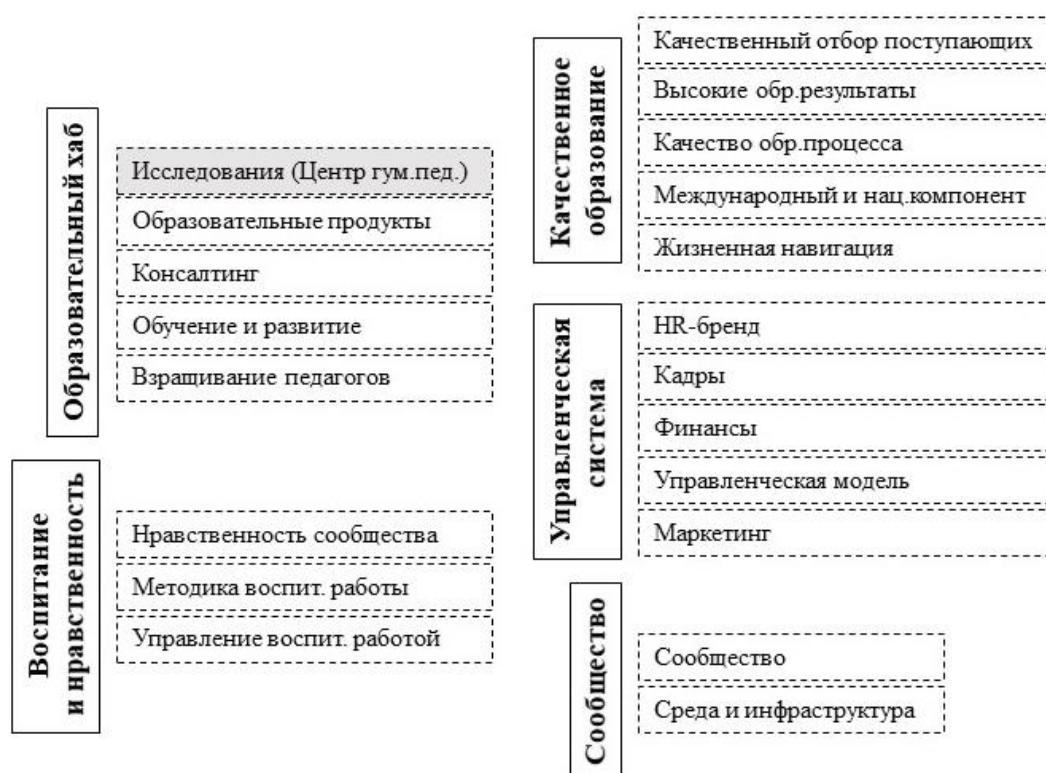 Образовательный хаб
Исследования (Центр гум.пед.)
Образовательные продукты
Консалтинг
Обучение и развитие
Взращивание педагогов
Воспитание
и нравственность
Нравственность сообщества
Методика воспит. работы
Управление воспит. работой
Качественное
образование
Качественный отбор поступающих
Высокие обр.результаты
Качество обр.процесса
Международный и нац.компонент
Жизненная навигация
Управленческая
система
HR-бренд
Кадры
Финансы
Управленческая модель
Маркетинг
Сообщество
Сообщество
Среда и инфраструктура